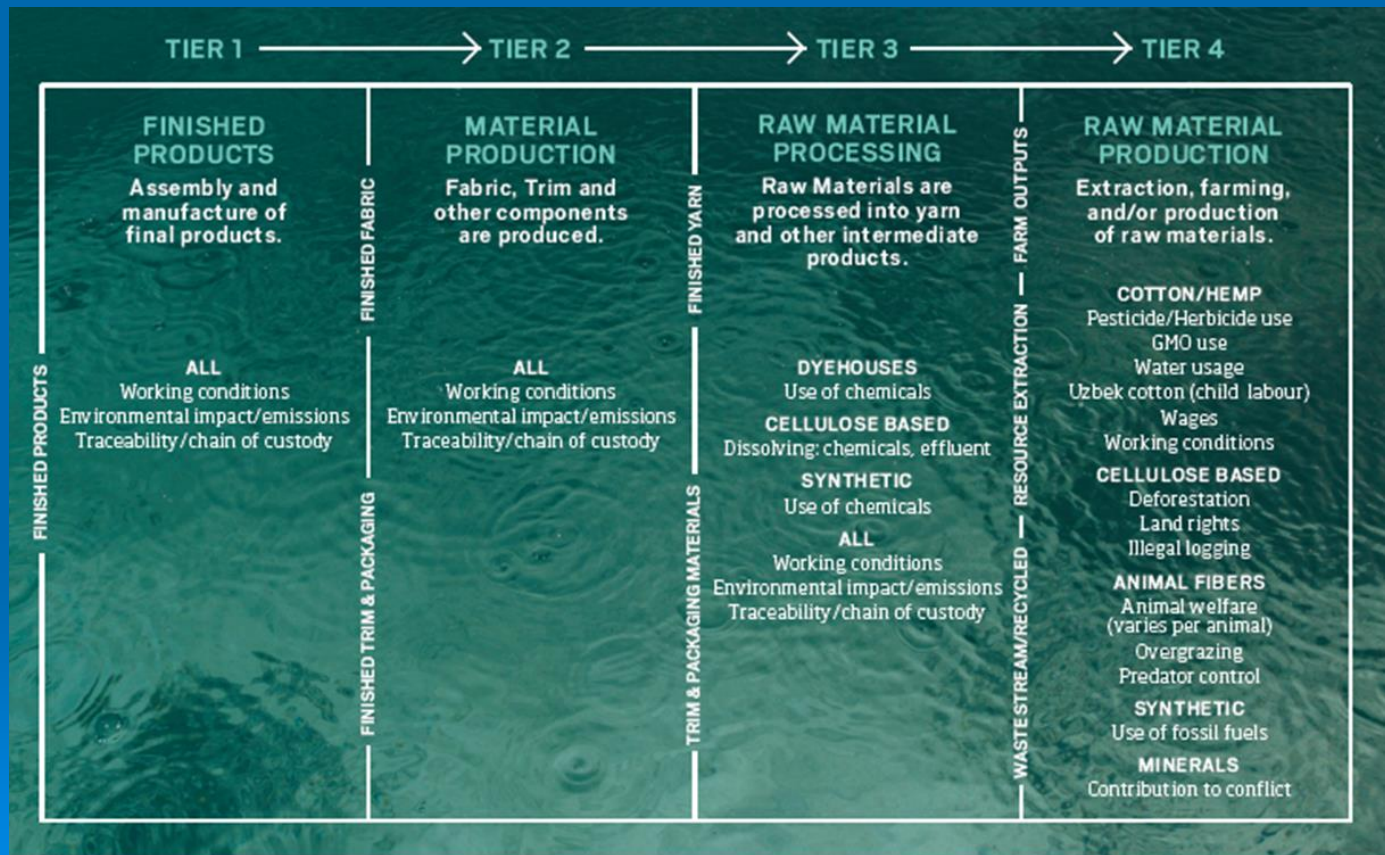 TIER 1
TIER 2
TIER 3
TIER 4
FINISHED PRODUCTS
FINISHED
PRODUCTS
Assembly and
manufacture of
final products.
ALL
Working conditions
Environmental impact/emissions
Traceability/chain of custody
FINISHED FABRIC
FINISHED TRIM & PACKAGING
MATERIAL
PRODUCTION
Fabric, Trim and
other components
are produced.
ALL
Working conditions
Environmental impact/emissions
Traceability/chain of custody
FINISHED YARN
TRIM & PACKAGING MATERIALS
RAW MATERIAL
PROCESSING
Raw Materials are
processed into yarn
and other intermediate
products.
DYEHOUSES
Use of chemicals
CELLULOSE BASED
Dissolving: chemicals, effluent
SYNTHETIC
Use of chemicals
ALL
Working conditions
Environmental impact/emissions
Traceability/chain of custody
FARM OUTPUTS
RESOURCE EXTRACTION
WASTESTREAM/RECYCLED
RAW MATERIAL
PRODUCTION
Extraction, farming,
and/or production
of raw materials.
COTTON/HEMP
Pesticide/Herbicide use
GMO use
Water usage
Uzbek cotton (child labour)
Wages
Working conditions
CELLULOSE BASED
Deforestation
Land rights
Illegal logging
ANIMAL FIBERS
Animal welfare
(varies per animal)
Overgrazing
Predator control
SYNTHETIC
Use of fossil fuels
MINERALS
Contribution to conflict